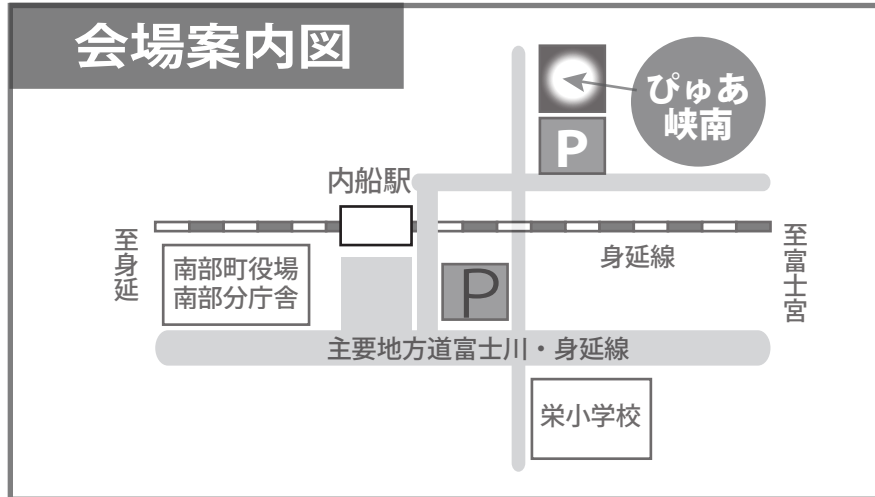 会場案内図
ぴゅあ
峡南
P
内船駅
至身延
身延線
至富士宮
南部町役場
南部分庁舎
P
主要地方道富士川・身延線
栄小学校